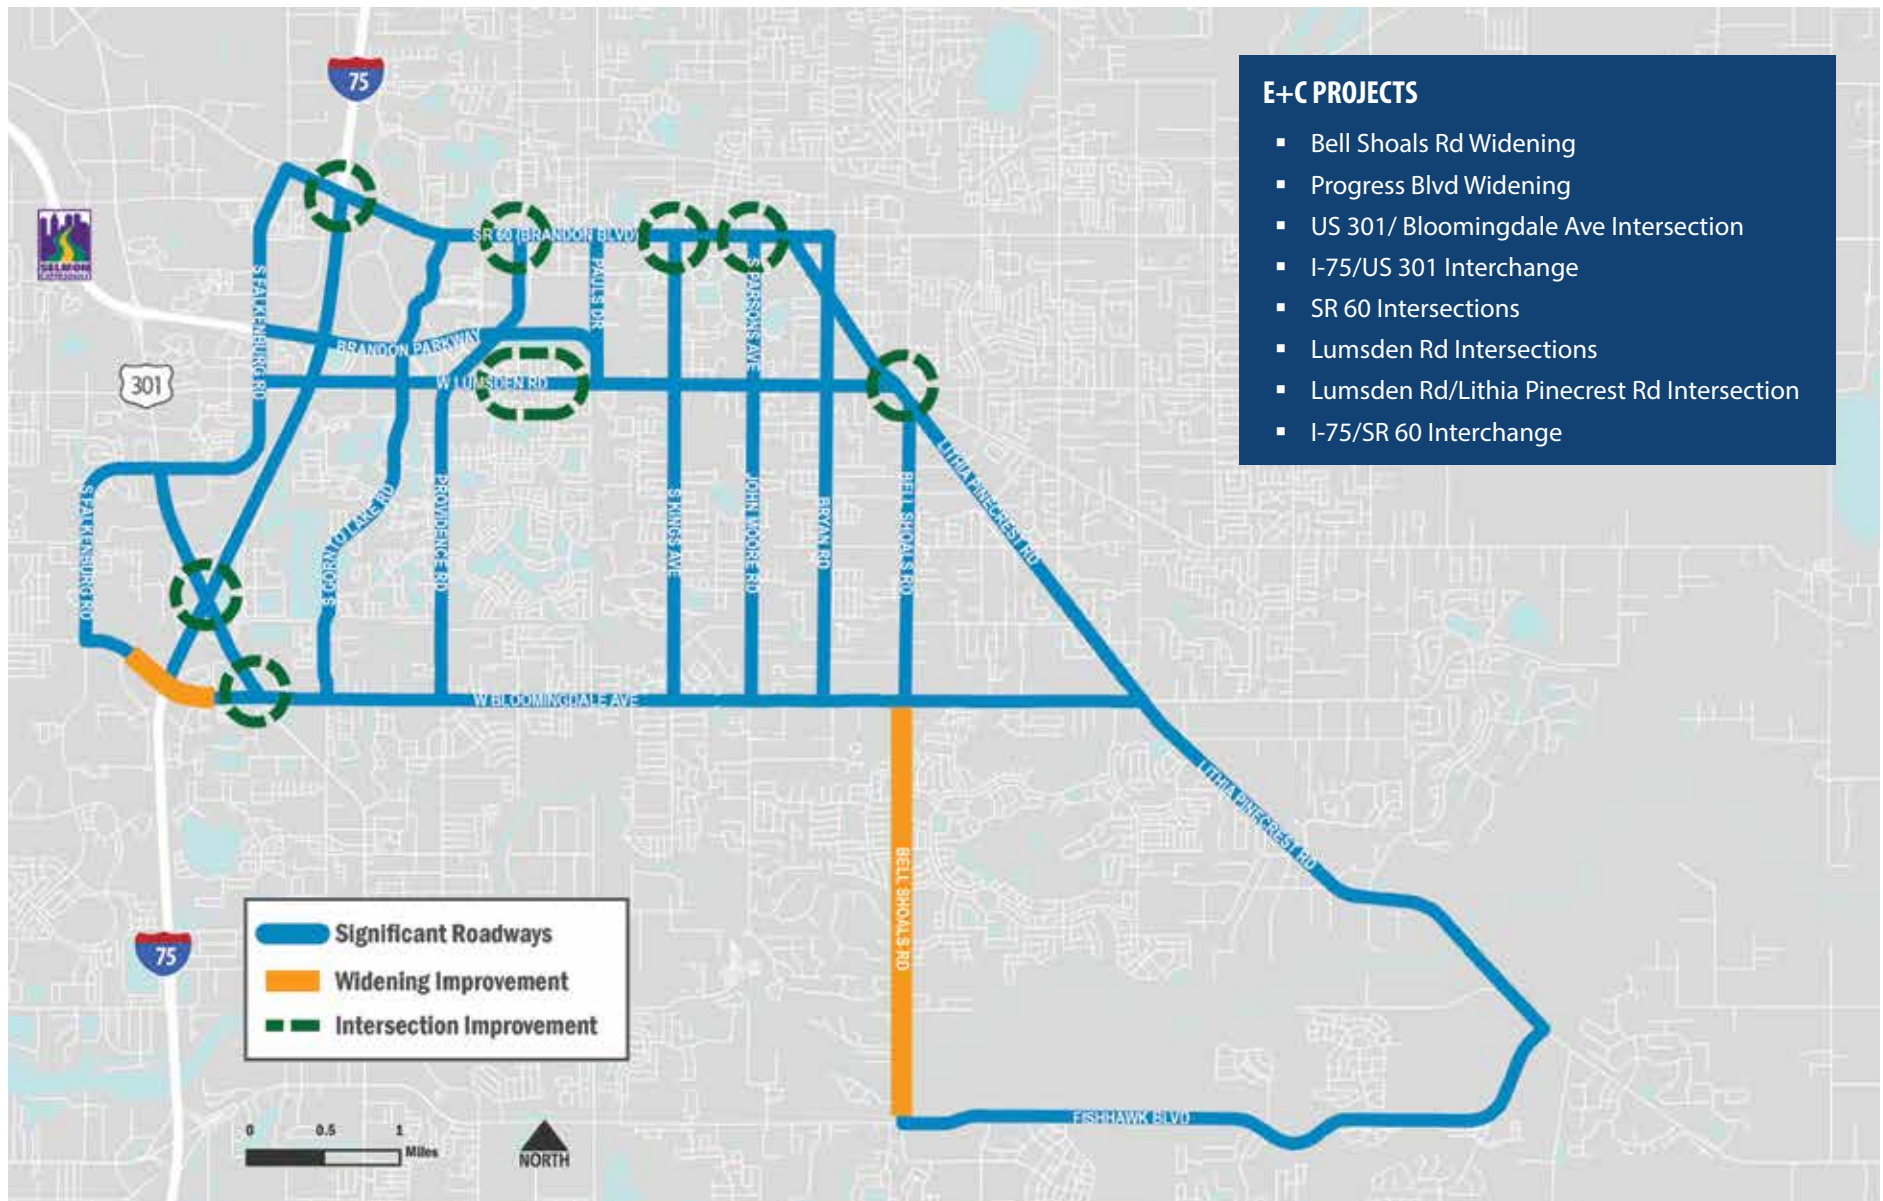 75
E+C PROJECTS
▪ Bell Shoals Rd Widening
▪ Progress Blvd Widening
▪ US 301/ Bloomingdale Ave Intersection
▪ I-75/US 301 Interchange
▪ SR 60 Intersections
▪ Lumsden Rd Intersections
▪ Lumsden Rd/Lithia Pinecrest Rd Intersection
▪ I-75/SR 60 Interchange
SELMON
SR 60 (BRANDON BLVD)
S FALKENBURG RD
PAULS DR
S PARSONS AVE
BRANDON PARKWAY
301
W LUMSDEN RD
LITHIA PINECREST RD
S FALKENBURG RD
S GORNTO LAKE RD
PROVIDENCE RD
S KINGS AVE
JOHN MOORE RD
BRYAN RD
BELL SHOALS RD
W BLOOMINGDALE AVE
LITHIA PINECREST RD
BELL SHOALS RD
Significant Roadways
Widening Improvement
Intersection Improvement
75
FISHHAWK BLVD
0 0.5 1
Miles
NORTH